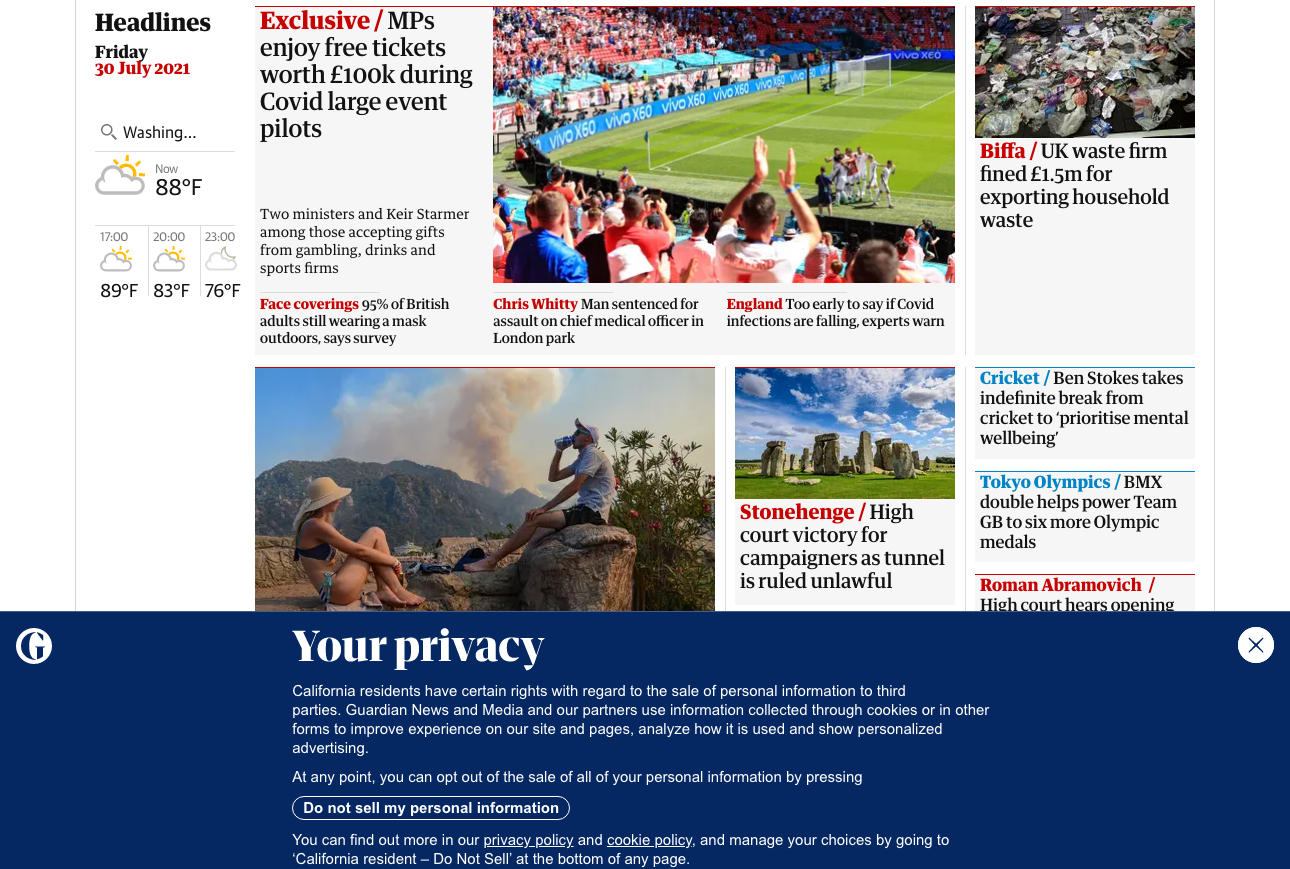 Headlines
Friday
30 July 2021
Washing...
Now
88°F
17:00
89°F
20:00
83°F
23:00
76°F
Exclusive / MPs
enjoy free tickets
worth £100k during
Covid large event
pilots
Two ministers and Keir Starmer
among those accepting gifts
from gambling, drinks and
sports firms
vivo X60
vivo X60
vivo X60
vivo X60
vivo X60
vivo X60
Face coverings 95% of British
adults still wearing a mask
outdoors, says survey
Chris Whitty Man sentenced for
assault on chief medical officer in
London park
England Too early to say if Covid
infections are falling, experts warn
Biffa / UK waste firm
fined £1.5m for
exporting household
waste
Stonehenge / High
court victory for
campaigners as tunnel
is ruled unlawful
Cricket / Ben Stokes takes
indefinite break from
cricket to ‘prioritise mental
wellbeing’
Tokyo Olympics / BMX
double helps power Team
GB to six more Olympic
medals
Roman Abramovich /
High court hears opening
G
Your privacy
California residents have certain rights with regard to the sale of personal information to third
parties. Guardian News and Media and our partners use information collected through cookies or in other
forms to improve experience on our site and pages, analyze how it is used and show personalized
advertising.
At any point, you can opt out of the sale of all of your personal information by pressing
Do not sell my personal information
You can find out more in our privacy policy and cookie policy, and manage your choices by going to
‘California resident – Do Not Sell’ at the bottom of any page.